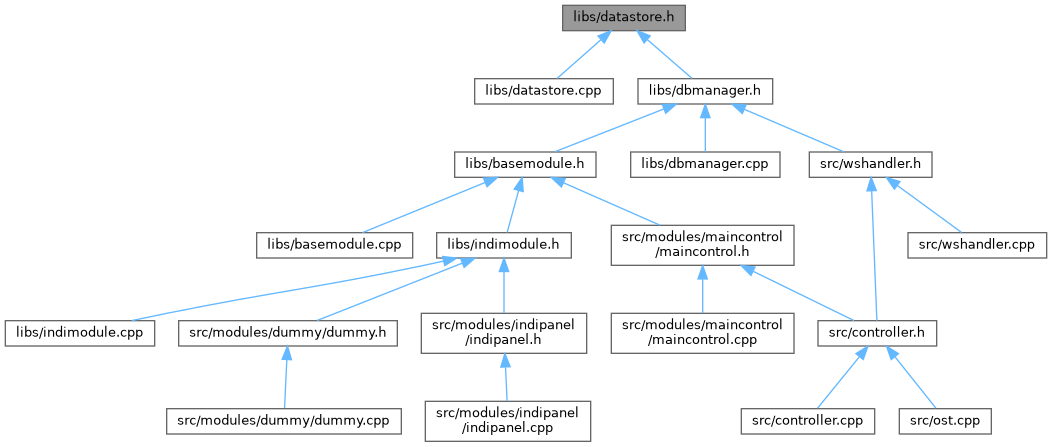 libs/datastore.h
libs/datastore.cpp
libs/dbmanager.h
libs/basemodule.h
libs/dbmanager.cpp
src/wshandler.h
libs/basemodule.cpp
libs/indimodule.h
src/modules/maincontrol
/maincontrol.h
src/wshandler.cpp
libs/indimodule.cpp
src/modules/dummy/dummy.h
src/modules/indipanel
/indipanel.h
src/modules/maincontrol
/maincontrol.cpp
src/controller.h
src/modules/dummy/dummy.cpp
src/modules/indipanel
/indipanel.cpp
src/controller.cpp
src/ost.cpp